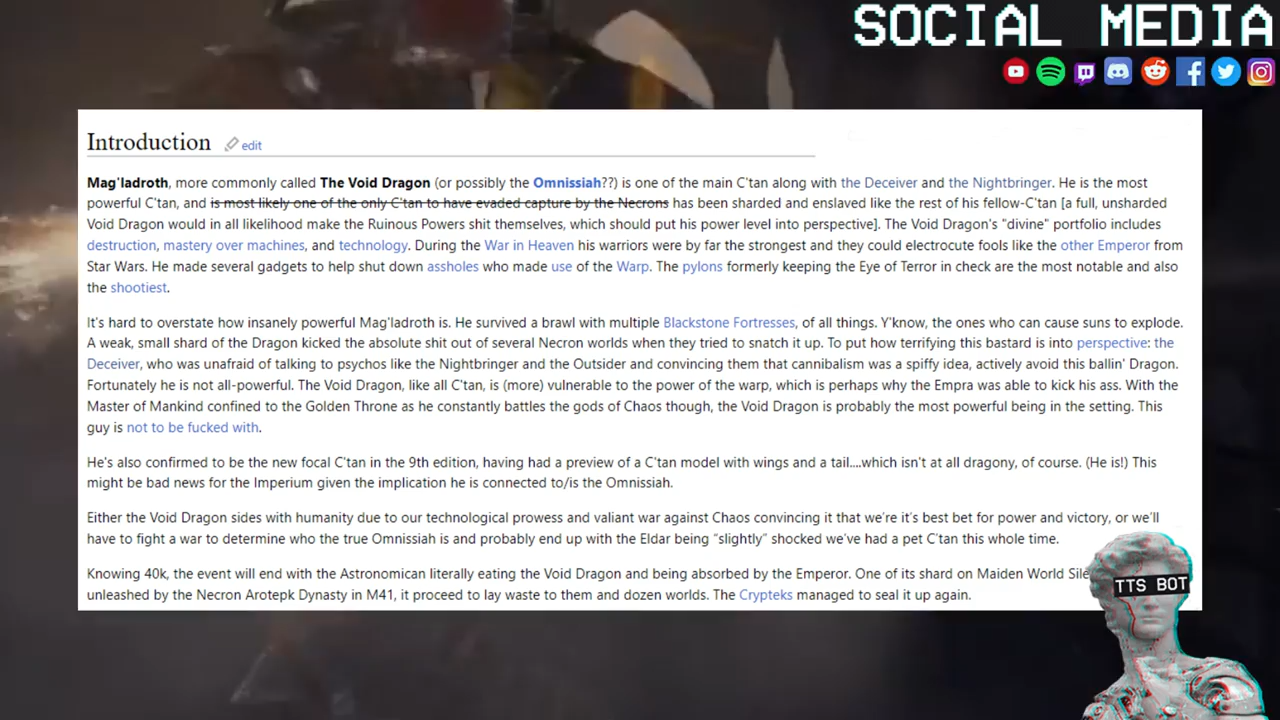 SOCIAL MEDIA
Introduction edit
Mag'ladroth, more commonly called The Void Dragon (or possibly the Omnissiah??) is one of the main C'tan along with the Deceiver and the Nightbringer. He is the most
powerful C'tan, and is most likely one of the only C'tan to have evaded capture by the Necrons has been sharded and enslaved like the rest of his fellow-C'tan [a full, unsharded
Void Dragon would in all likelihood make the Ruinous Powers shit themselves, which should put his power level into perspective]. The Void Dragon's "divine" portfolio includes
destruction, mastery over machines, and technology. During the War in Heaven his warriors were by far the strongest and they could electrocute fools like the other Emperor from
Star Wars. He made several gadgets to help shut down assholes who made use of the Warp. The pylons formerly keeping the Eye of Terror in check are the most notable and also
the shootiest.
It's hard to overstate how insanely powerful Mag'ladroth is. He survived a brawl with multiple Blackstone Fortresses, of all things. Y'know, the ones who can cause suns to explode.
A weak, small shard of the Dragon kicked the absolute shit out of several Necron worlds when they tried to snatch it up. To put how terrifying this bastard is into perspective: the
Deceiver, who was unafraid of talking to psychos like the Nightbringer and the Outsider and convincing them that cannibalism was a spiffy idea, actively avoid this ballin' Dragon.
Fortunately he is not all-powerful. The Void Dragon, like all C'tan, is (more) vulnerable to the power of the warp, which is perhaps why the Empra was able to kick his ass. With the
Master of Mankind confined to the Golden Throne as he constantly battles the gods of Chaos though, the Void Dragon is probably the most powerful being in the setting. This
guy is not to be fucked with.
He's also confirmed to be the new focal C'tan in the 9th edition, having had a preview of a C'tan model with wings and a tail....which isn't at all dragony, of course. (He is!) This
might be bad news for the Imperium given the implication he is connected to/is the Omnissiah.
Either the Void Dragon sides with humanity due to our technological prowess and valiant war against Chaos convincing it that we're it's best bet for power and victory, or we'll
have to fight a war to determine who the true Omnissiah is and probably end up with the Eldar being “slightly” shocked we've had a pet C'tan this whole time.
Knowing 40k, the event will end with the Astronomican literally eating the Void Dragon and being absorbed by the Emperor. One of its shard on Maiden World
unleashed by the Necron Arotepk Dynasty in M41, it proceed to lay waste to them and dozen worlds. The Crypteks managed to seal it up again.
TTS BOT